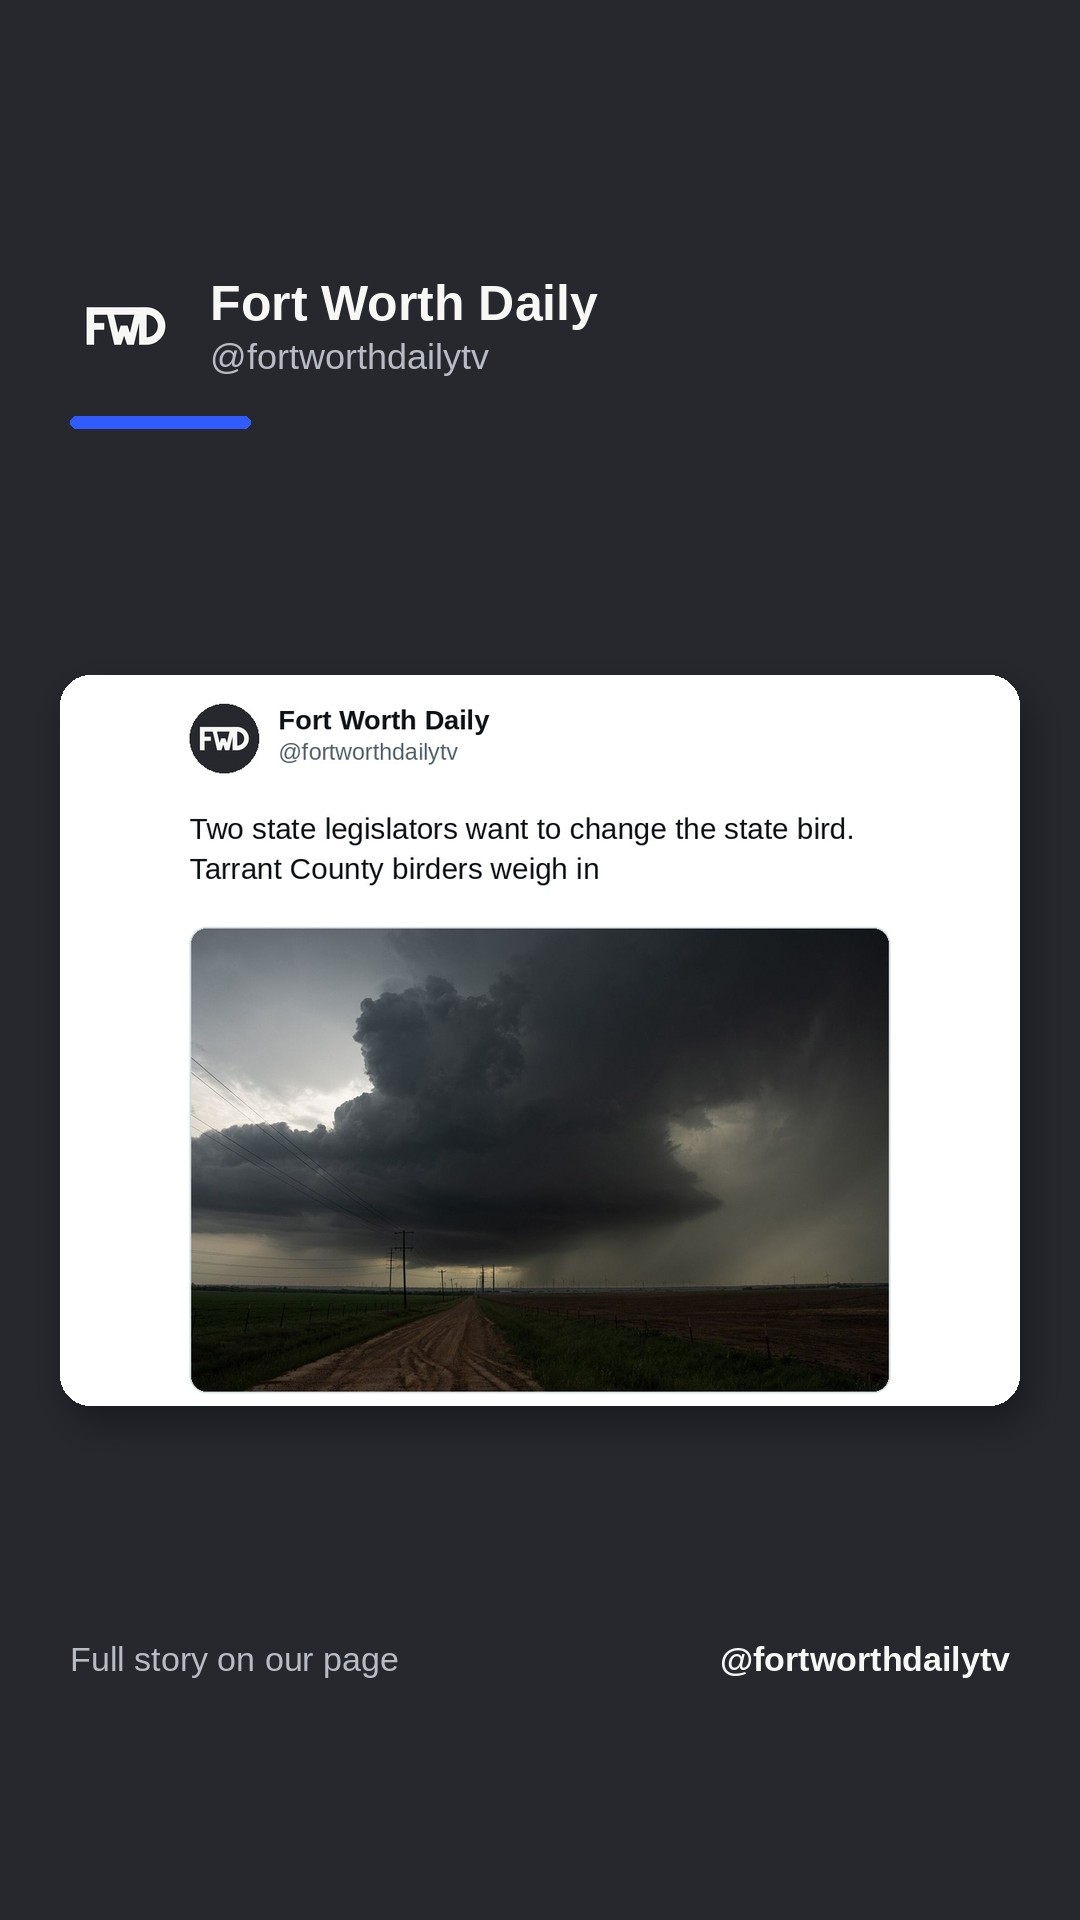 FWD
Fort Worth Daily
@fortworthdailytv
FWD
Fort Worth Daily
@fortworthdailytv
Two state legislators want to change the state bird.
Tarrant County birders weigh in
Full story on our page
@fortworthdailytv